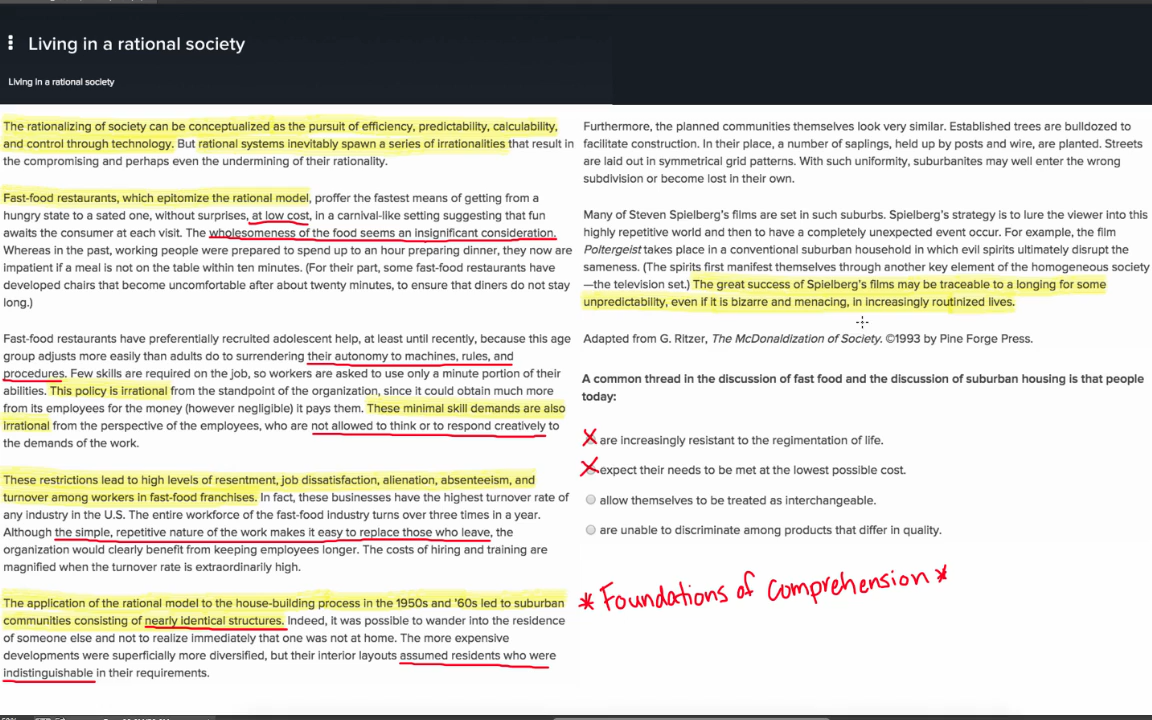 Living in a rational society
Living in a rational society
The rationalizing of society can be conceptualized as the pursuit of efficiency, predictability, calculability,
and control through technology. But rational systems inevitably spawn a series of irrationalities that result in
the compromising and perhaps even the undermining of their rationality.
Fast-food restaurants, which epitomize the rational model, proffer the fastest means of getting from a
hungry state to a sated one, without surprises, at low cost, in a carnival-like setting suggesting that fun
awaits the consumer at each visit. The wholesomeness of the food seems an insignificant consideration.
Whereas in the past, working people were prepared to spend up to an hour preparing dinner, they now are
impatient if a meal is not on the table within ten minutes. (For their part, some fast-food restaurants have
developed chairs that become uncomfortable after about twenty minutes, to ensure that diners do not stay
long.)
Fast-food restaurants have preferentially recruited adolescent help, at least until recently, because this age
group adjusts more easily than adults do to surrendering their autonomy to machines, rules, and
procedures. Few skills are required on the job, so workers are asked to use only a minute portion of their
abilities. This policy is irrational from the standpoint of the organization, since it could obtain much more
from its employees for the money (however negligible) it pays them. These minimal skill demands are also
irrational from the perspective of the employees, who are not allowed to think or to respond creatively to
the demands of the work.
These restrictions lead to high levels of resentment, job dissatisfaction, alienation, absenteeism, and
turnover among workers in fast-food franchises. In fact, these businesses have the highest turnover rate of
any industry in the U.S. The entire workforce of the fast-food industry turns over three times in a year.
Although the simple, repetitive nature of the work makes it easy to replace those who leave, the
organization would clearly benefit from keeping employees longer. The costs of hiring and training are
magnified when the turnover rate is extraordinarily high.
The application of the rational model to the house-building process in the 1950s and '60s led to suburban
communities consisting of nearly identical structures. Indeed, it was possible to wander into the residence
of someone else and not to realize immediately that one was not at home. The more expensive
developments were superficially more diversified, but their interior layouts assumed residents who were
indistinguishable in their requirements.
Furthermore, the planned communities themselves look very similar. Established trees are bulldozed to
facilitate construction. In their place, a number of saplings, held up by posts and wire, are planted. Streets
are laid out in symmetrical grid patterns. With such uniformity, suburbanites may well enter the wrong
subdivision or become lost in their own.
Many of Steven Spielberg's films are set in such suburbs. Spielberg's strategy is to lure the viewer into this
highly repetitive world and then to have a completely unexpected event occur. For example, the film
Poltergeist takes place in a conventional suburban household in which evil spirits ultimately disrupt the
sameness. (The spirits first manifest themselves through another key element of the homogeneous society
—the television set.) The great success of Spielberg's films may be traceable to a longing for some
unpredictability, even if it is bizarre and menacing, in increasingly routinized lives.
Adapted from G. Ritzer, The McDonaldization of Society. ©1993 by Pine Forge Press.
A common thread in the discussion of fast food and the discussion of suburban housing is that people
today:
are increasingly resistant to the regimentation of life.
expect their needs to be met at the lowest possible cost.
allow themselves to be treated as interchangeable.
are unable to discriminate among products that differ in quality.
* Foundations of comprehension *